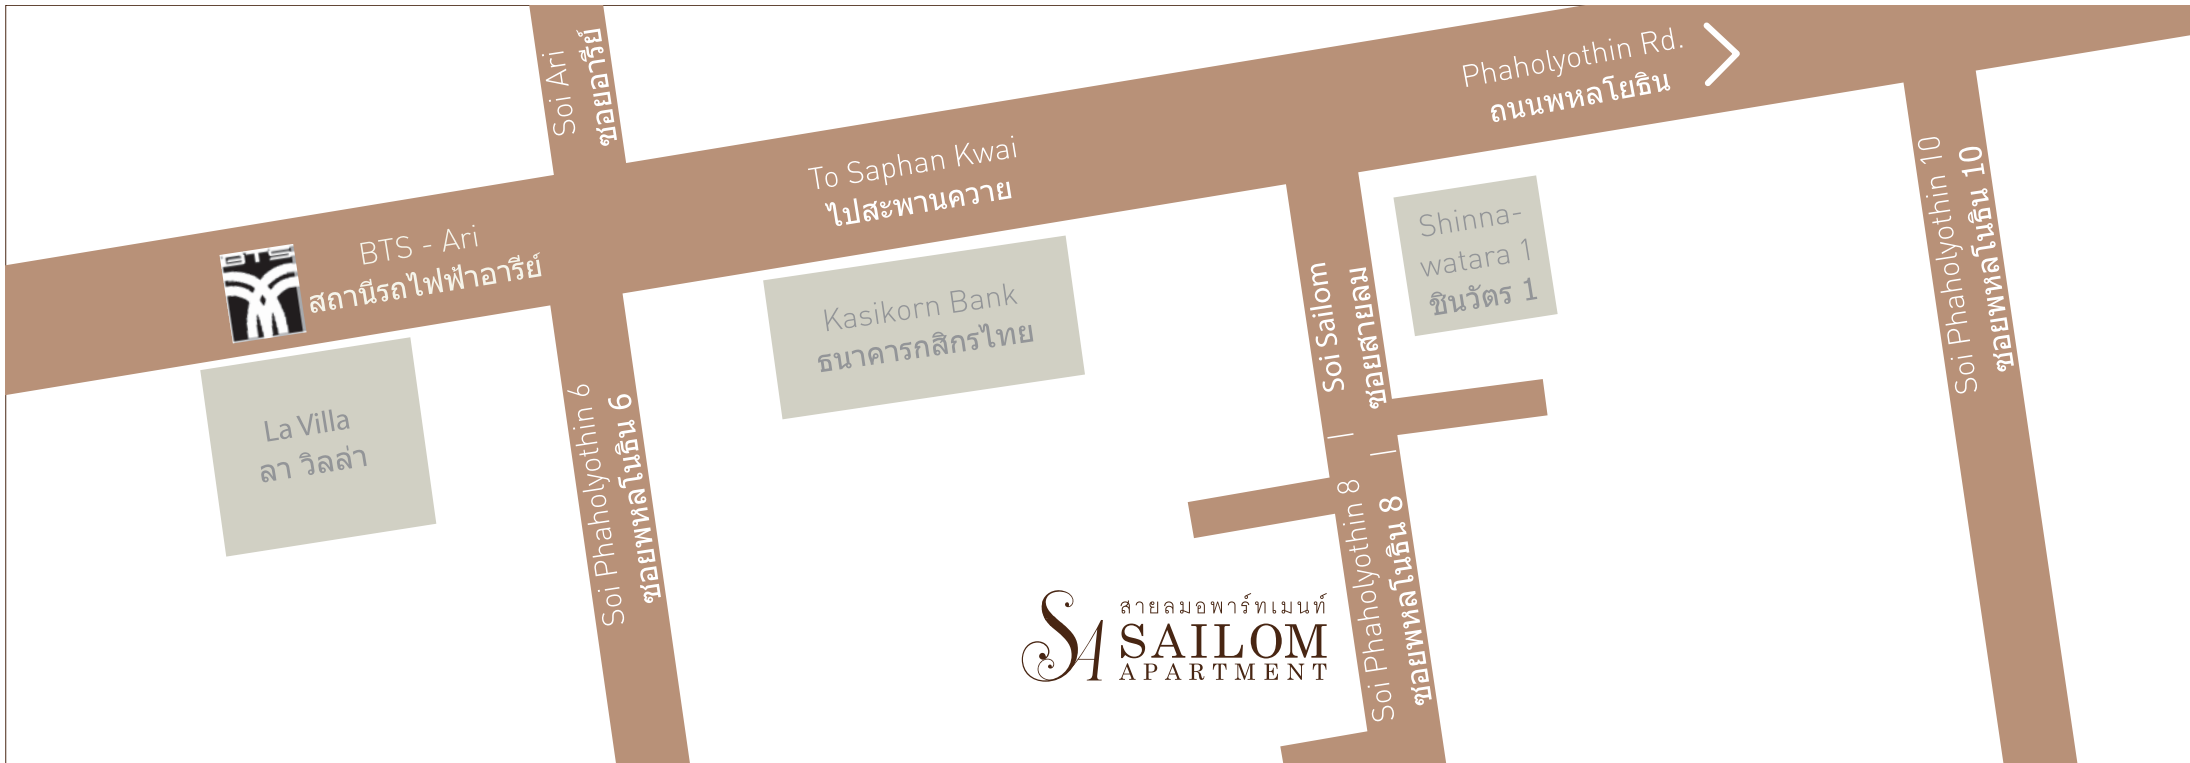 Soi Ari
ซอยอารีย์
Phaholyothin Rd.
ถนนพหลโยธิน
To Saphan Kwai
ไปสะพานควาย
BTS
BTS - Ari
สถานีรถไฟฟ้าอารีย์
Shinna-
watara 1
ชินวัตร 1
Kasikorn Bank
ธนาคารกสิกรไทย
La Villa
ลา วิลล่า
Soi Phaholyothin 6
ซอยพหลโนธิน 6
Soi Sailom | Soi Phaholyothin 8
ซอยสายลม | ซอยพหลโนธิน 8
Soi Phaholyothin 10
ซอยพหลโนธิน 10
SA
สายลมอพาร์ทเมนท์
SAILOM
APARTMENT